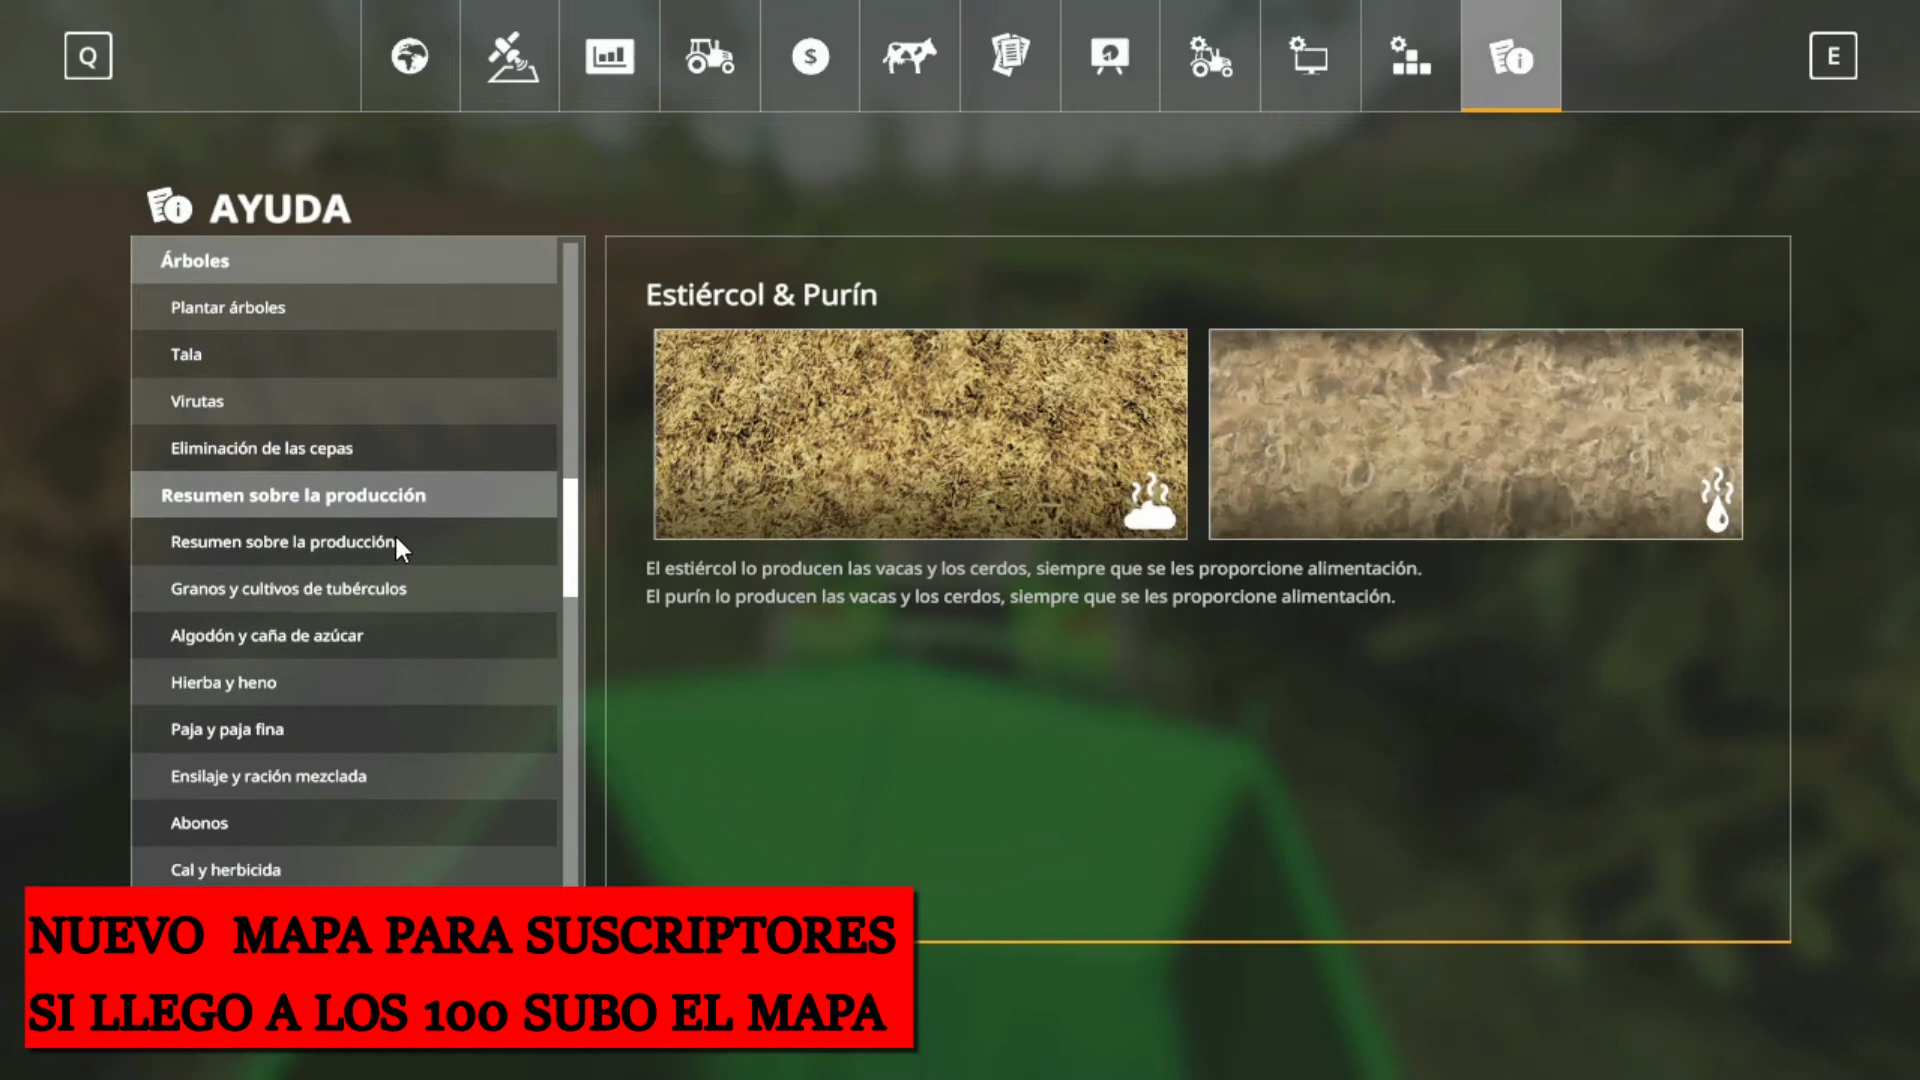 Q
E
AYUDA
Árboles
Plantar árboles
Tala
Virutas
Eliminación de las cepas
Resumen sobre la producción
Resumen sobre la producción
Granos y cultivos de tubérculos
Algodón y caña de azúcar
Hierba y heno
Paja y paja fina
Ensilaje y ración mezclada
Abonos
Cal y herbicida
Estiércol & Purín
El estiércol lo producen las vacas y los cerdos, siempre que se les proporcione alimentación.
El purín lo producen las vacas y los cerdos, siempre que se les proporcione alimentación.
NUEVO MAPA PARA SUSCRIPTORES
SI LLEGO A LOS 100 SUBO EL MAPA